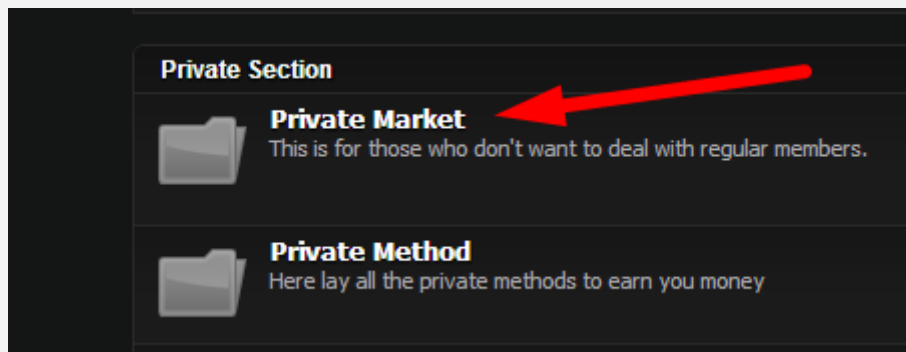 Private Section
Private Market
This is for those who don't want to deal with regular members.
Private Method
Here lay all the private methods to earn you money